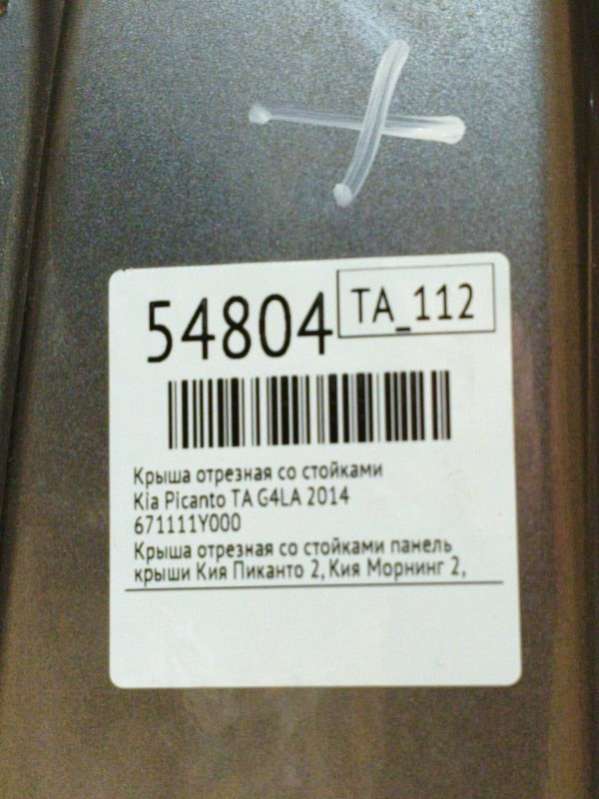 54804
TA_112
Крыша отрезная со стойками
Kia Picanto TA G4LA 2014
671111Y000
Крыша отрезная со стойками панель
крыши Кия Пиканто 2, Кия Морнинг 2,